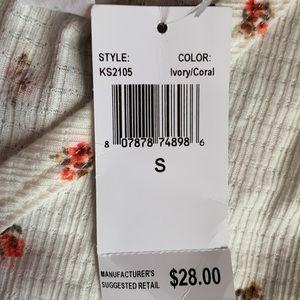 STYLE: COLOR:
KS2105 Ivory/Coral
8 07878 74898 6
S
MANUFACTURER'S
SUGGESTED RETAIL $28.00